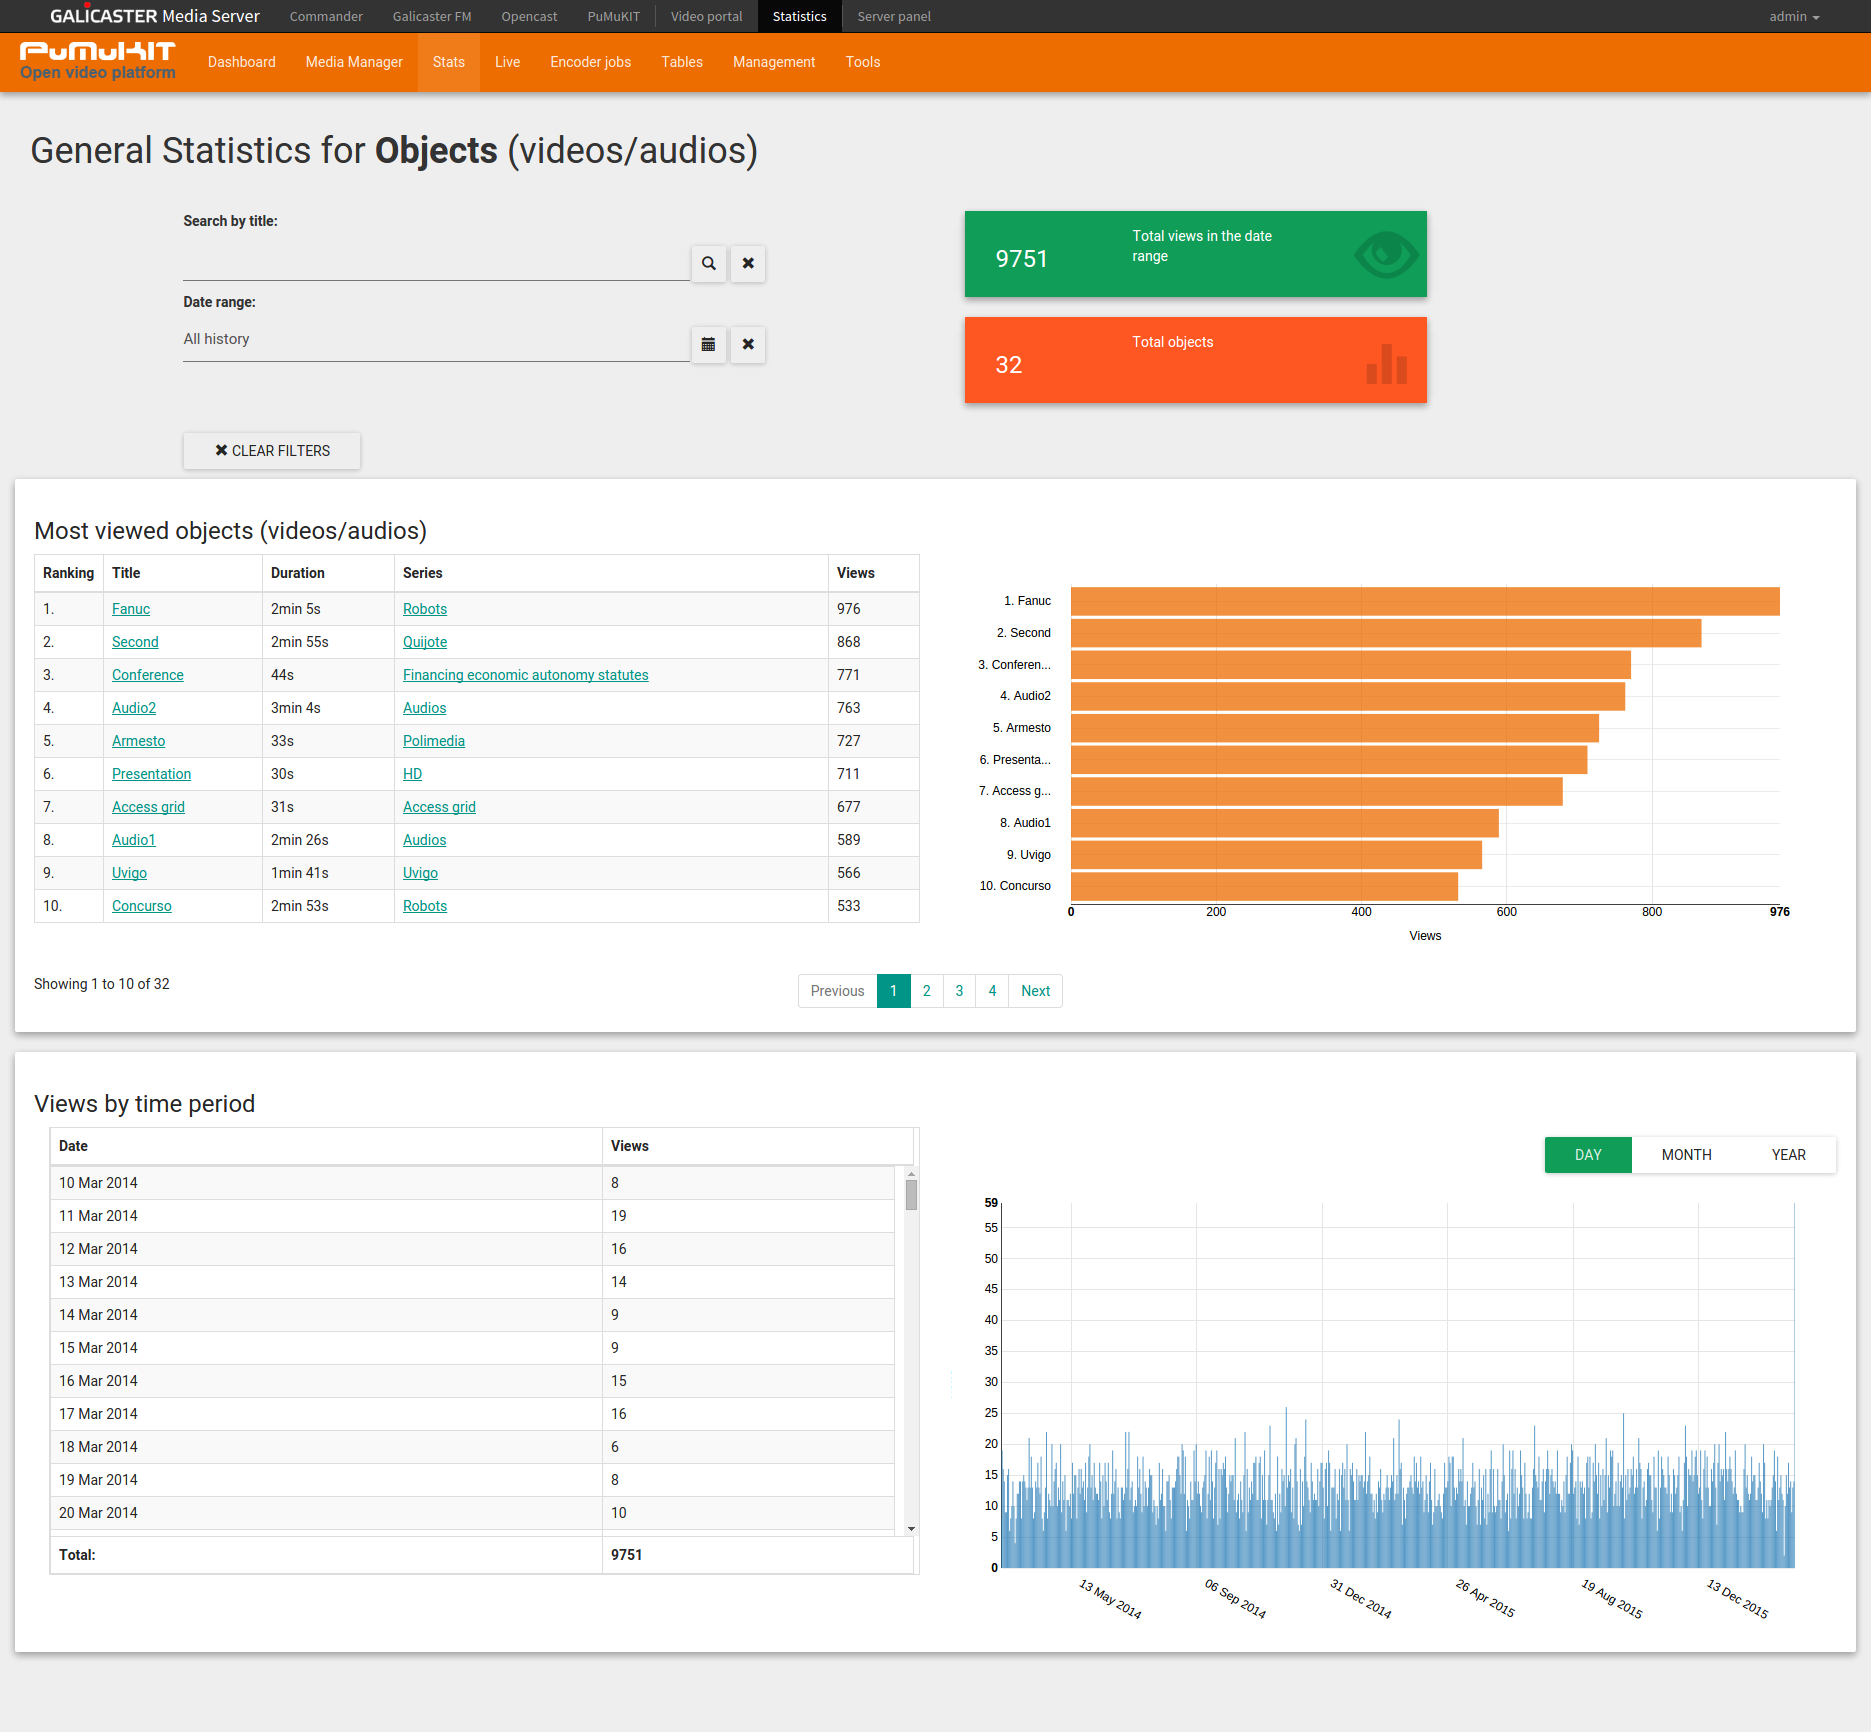 GALICASTER Media Server Commander Galicaster FM Opencast PuMuKIT Video portal Statistics Server panel admin
PuMuKIT
Open video platform
Dashboard Media Manager Stats Live Encoder jobs Tables Management Tools
General Statistics for Objects (videos/audios)
Search by title:
Date range:
All history
CLEAR FILTERS
9751 Total views in the date
range
32 Total objects
Most viewed objects (videos/audios)
Ranking Title Duration Series Views
1. Fanuc 2min 5s Robots 976
2. Second 2min 55s Quijote 868
3. Conference 44s Financing economic autonomy statutes 771
4. Audio2 3min 4s Audios 763
5. Armesto 33s Polimedia 727
6. Presentation 30s HD 711
7. Access grid 31s Access grid 677
8. Audio1 2min 26s Audios 589
9. Uvigo 1min 41s Uvigo 566
10. Concurso 2min 53s Robots 533
1. Fanuc
2. Second
3. Conferen...
4. Audio2
5. Armesto
6. Presenta...
7. Access g...
8. Audio1
9. Uvigo
10. Concurso
0 200 400 600 800 976
Views
Showing 1 to 10 of 32
Previous 1 2 3 4 Next
Views by time period
Date Views
10 Mar 2014 8
11 Mar 2014 19
12 Mar 2014 16
13 Mar 2014 14
14 Mar 2014 9
15 Mar 2014 9
16 Mar 2014 15
17 Mar 2014 16
18 Mar 2014 6
19 Mar 2014 8
20 Mar 2014 10
Total: 9751
DAY MONTH YEAR
59
55
50
45
40
35
30
25
20
15
10
5
0
13 May 2014 06 Sep 2014 31 Dec 2014 26 Apr 2015 19 Aug 2015 13 Dec 2015